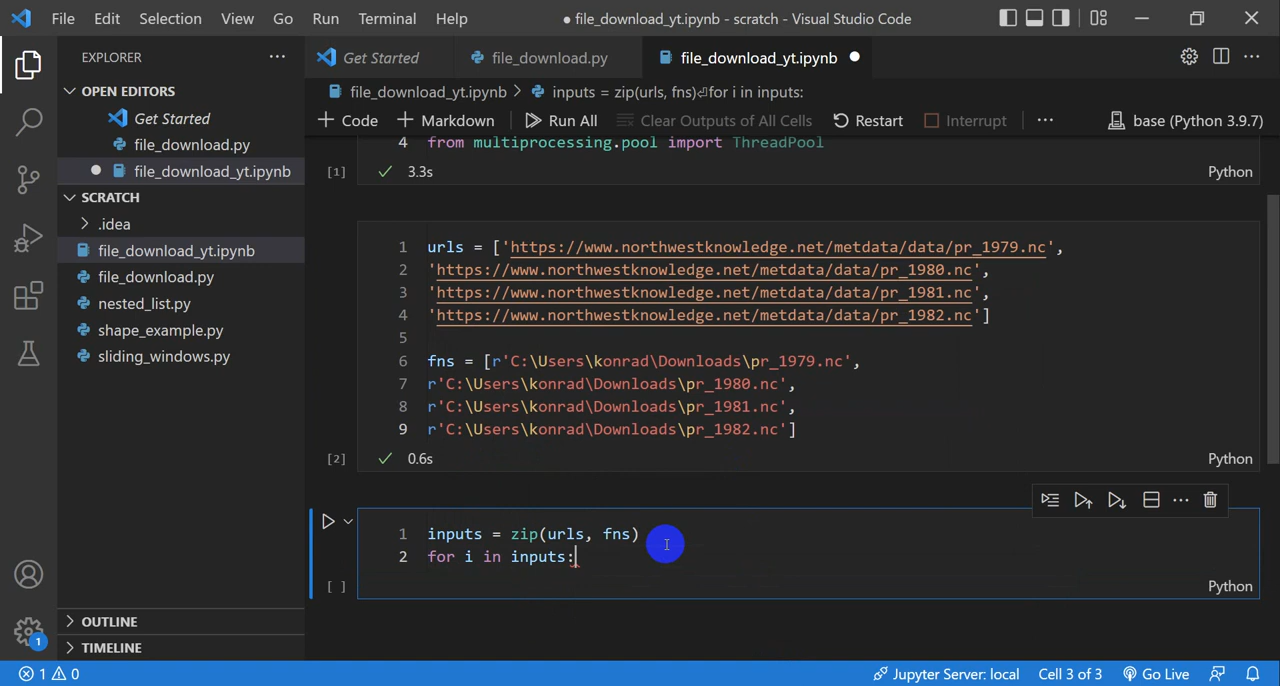 File Edit Selection View Go Run Terminal Help
● file_download_yt.ipynb - scratch - Visual Studio Code
EXPLORER
OPEN EDITORS
Get Started
file_download.py
file_download_yt.ipynb
SCRATCH
.idea
file_download_yt.ipynb
file_download.py
nested_list.py
shape_example.py
sliding_windows.py
OUTLINE
TIMELINE
Get Started file_download.py file_download_yt.ipynb
file_download_yt.ipynb > inputs = zip(urls, fns)⏎for i in inputs:
+ Code + Markdown Run All Clear Outputs of All Cells Restart Interrupt ... base (Python 3.9.7)
4 from multiprocessing.pool import ThreadPool
[1] ✓ 3.3s Python
1 urls = ['https://www.northwestknowledge.net/metdata/data/pr_1979.nc',
2 'https://www.northwestknowledge.net/metdata/data/pr_1980.nc',
3 'https://www.northwestknowledge.net/metdata/data/pr_1981.nc',
4 'https://www.northwestknowledge.net/metdata/data/pr_1982.nc']
5
6 fns = [r'C:\Users\konrad\Downloads\pr_1979.nc',
7 r'C:\Users\konrad\Downloads\pr_1980.nc',
8 r'C:\Users\konrad\Downloads\pr_1981.nc',
9 r'C:\Users\konrad\Downloads\pr_1982.nc']
[2] ✓ 0.6s Python
1 inputs = zip(urls, fns)
2 for i in inputs:
[ ] Python
1
1 0 Jupyter Server: local Cell 3 of 3 Go Live